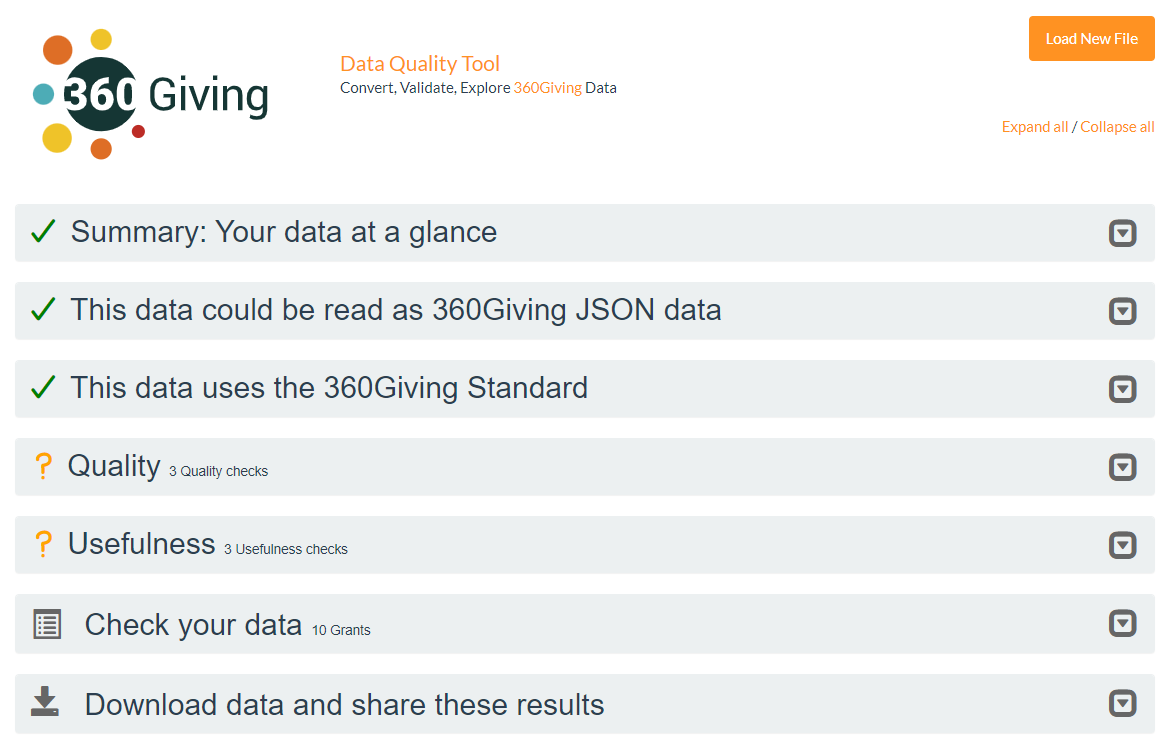 360 Giving
Data Quality Tool
Convert, Validate, Explore 360Giving Data
Load New File
Expand all / Collapse all
Summary: Your data at a glance
This data could be read as 360Giving JSON data
This data uses the 360Giving Standard
? Quality 3 Quality checks
? Usefulness 3 Usefulness checks
Check your data 10 Grants
Download data and share these results